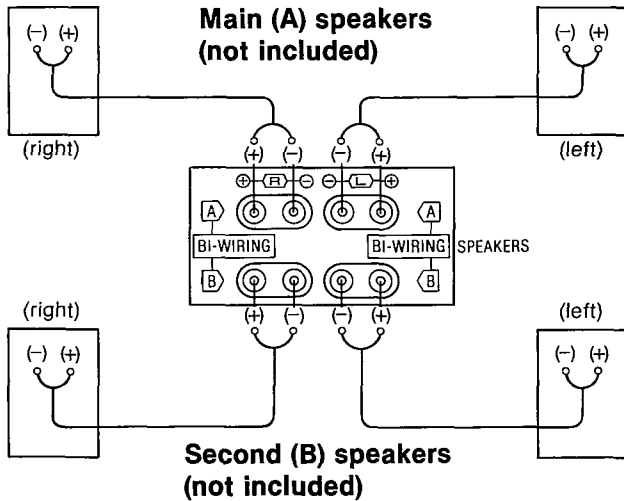 Main (A) speakers
(not included)
(−) (+)
(−) (+)
(right)
(left)
(+) (−) (−) (+)
⊕ R ⊖ ⊖ L ⊕
A
A
BI-WIRING
BI-WIRING
SPEAKERS
B
B
(+) (−) (−) (+)
(right)
(left)
(−) (+)
(−) (+)
Second (B) speakers
(not included)